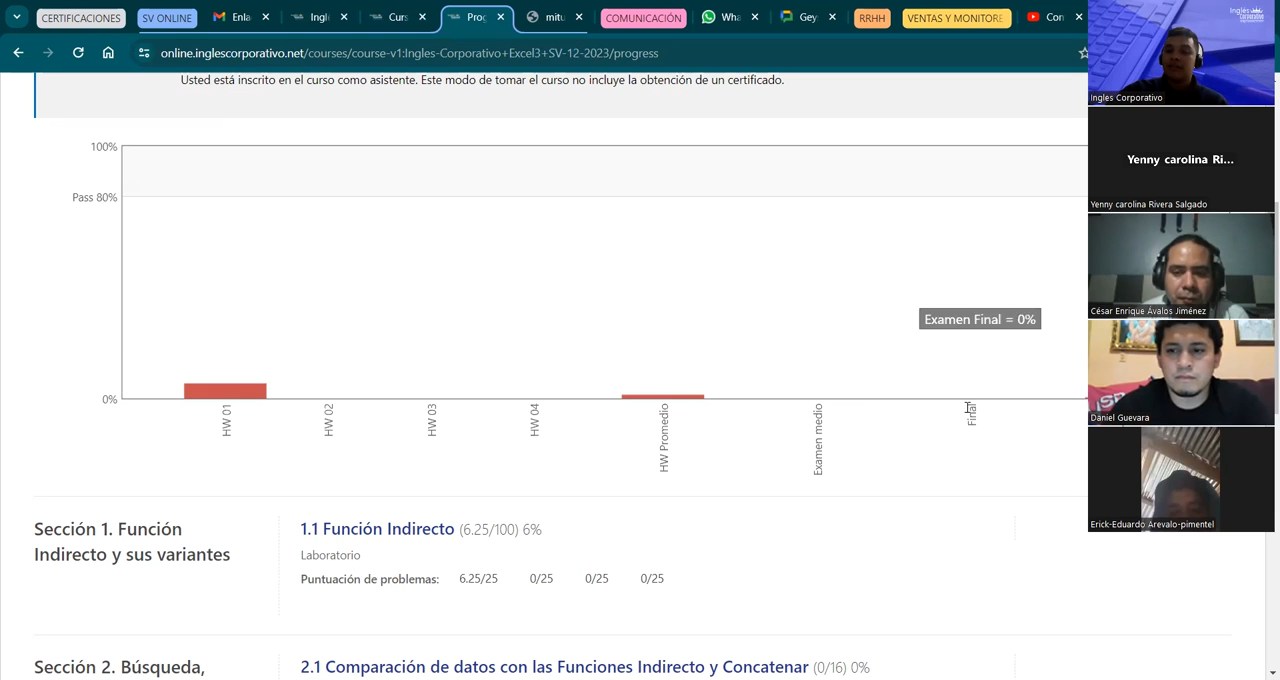 CERTIFICACIONES
SV ONLINE
Enla
Ingle
Curs
Prog
mitu
COMUNICACIÓN
Wha
Gey
RRHH
VENTAS Y MONITORE
Con
online.inglescorporativo.net/courses/course-v1:Ingles-Corporativo+Excel3+SV-12-2023/progress
Usted está inscrito en el curso como asistente. Este modo de tomar el curso no incluye la obtención de un certificado.
100%
Pass 80%
0%
Examen Final = 0%
HW 01
HW 02
HW 03
HW 04
HW Promedio
Examen medio
Final
Sección 1. Función
Indirecto y sus variantes
1.1 Función Indirecto (6.25/100) 6%
Laboratorio
Puntuación de problemas: 6.25/25 0/25 0/25 0/25
Sección 2. Búsqueda,
2.1 Comparación de datos con las Funciones Indirecto y Concatenar (0/16) 0%
Inglés
Corporativo
Ingles Corporativo
Yenny carolina Ri...
Yenny carolina Rivera Salgado
César Enrique Ávalos Jiménez
Daniel Guevara
Erick-Eduardo Arevalo-pimentel